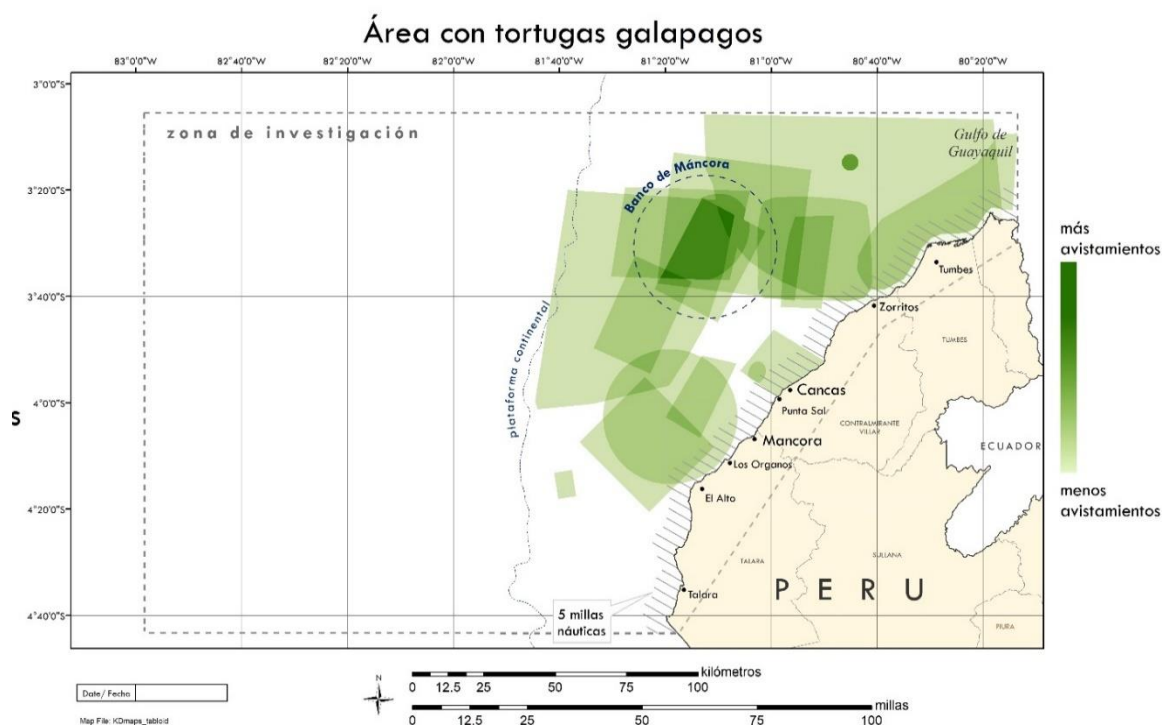 Área con tortugas galapagos
83°0'0"W 82°40'0"W 82°20'0"W 82°0'0"W 81°40'0"W 81°20'0"W 81°0'0"W 80°40'0"W 80°20'0"W
3°0'0"S
zona de investigación
Gulfo de
Guayaquil
Banco de Máncora
3°20'0"S
más
avistamientos
Tumbes
3°40'0"S
Zorritos
plataforma continental
TUMBES
Cancas
4°0'0"S
S
Punta Sal
CONTRALMIRANTE
VILLAR
Mancora
ECUADOR
Los Organos
menos
avistamientos
El Alto
4°20'0"S
TALARA
SULLANA
PERU
Talara
5 millas
náuticas
4°40'0"S
PIURA
kilómetros
0 12.5 25 50 75 100
N
millas
0 12.5 25 50 75 100
Date/ Fecha
Map File: KDmaps_tabloid